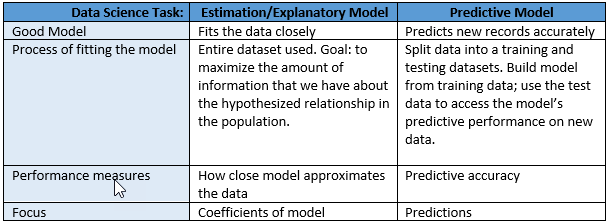 Data Science Task: Estimation/Explanatory Model Predictive Model
Good Model Fits the data closely Predicts new records accurately
Process of fitting the model Entire dataset used. Goal: to Split data into a training and
maximize the amount of testing datasets. Build model
information that we have about from training data; use the test
the hypothesized relationship in data to access the model's
the population. predictive performance on new
data.
Performance measures How close model approximates Predictive accuracy
the data
Focus Coefficients of model Predictions